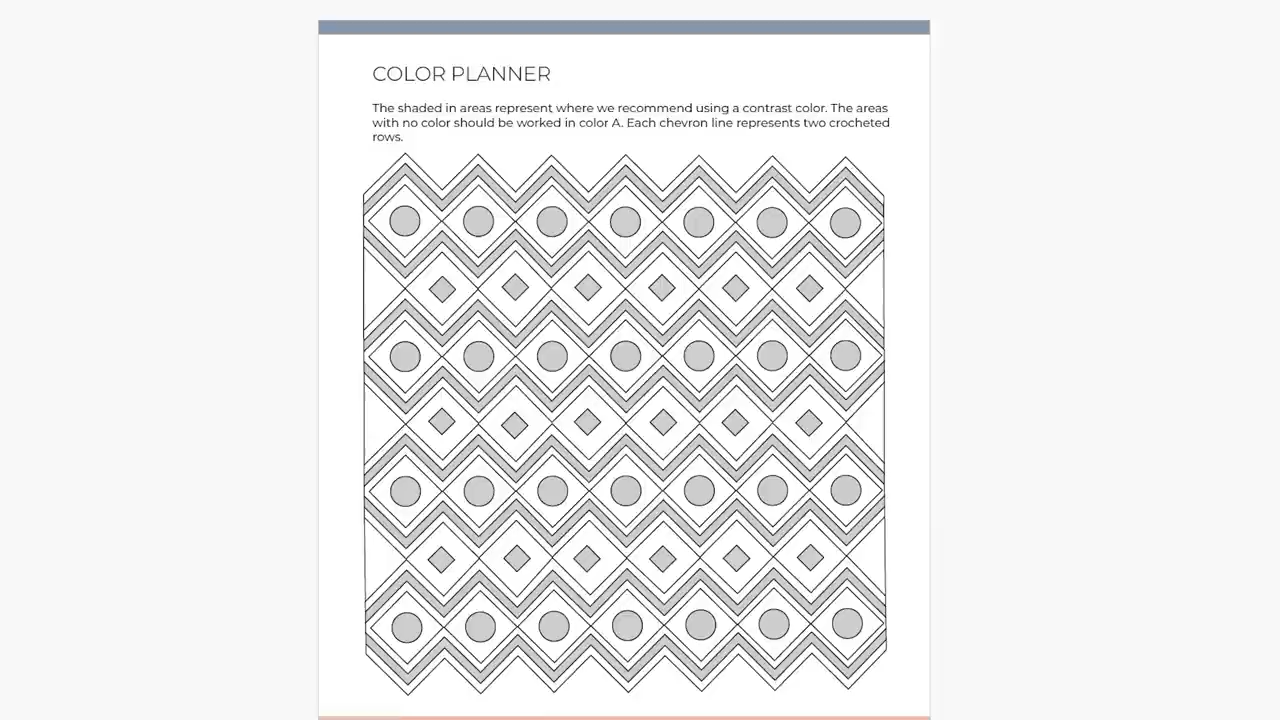 COLOR PLANNER
The shaded in areas represent where we recommend using a contrast color. The areas
with no color should be worked in color A. Each chevron line represents two crocheted
rows.